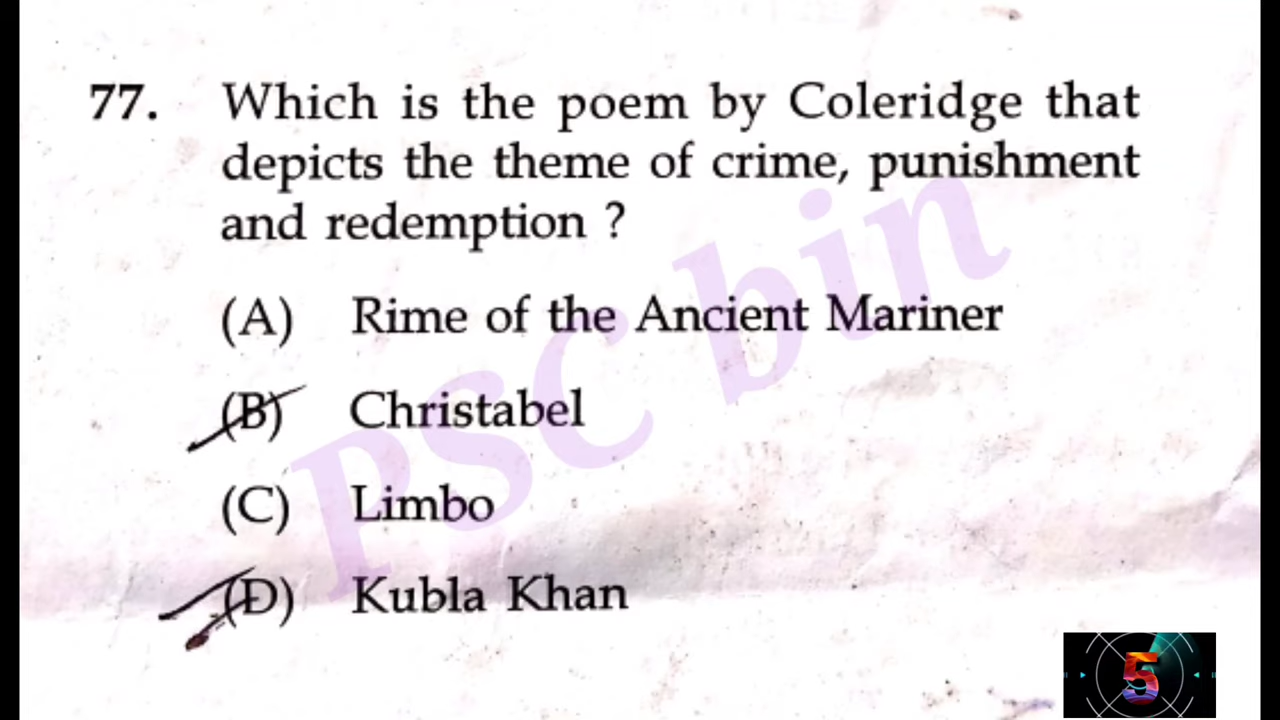 77. Which is the poem by Coleridge that
depicts the theme of crime, punishment
and redemption ?
(A) Rime of the Ancient Mariner
(B) Christabel
(C) Limbo
(D) Kubla Khan
PSC bin
5